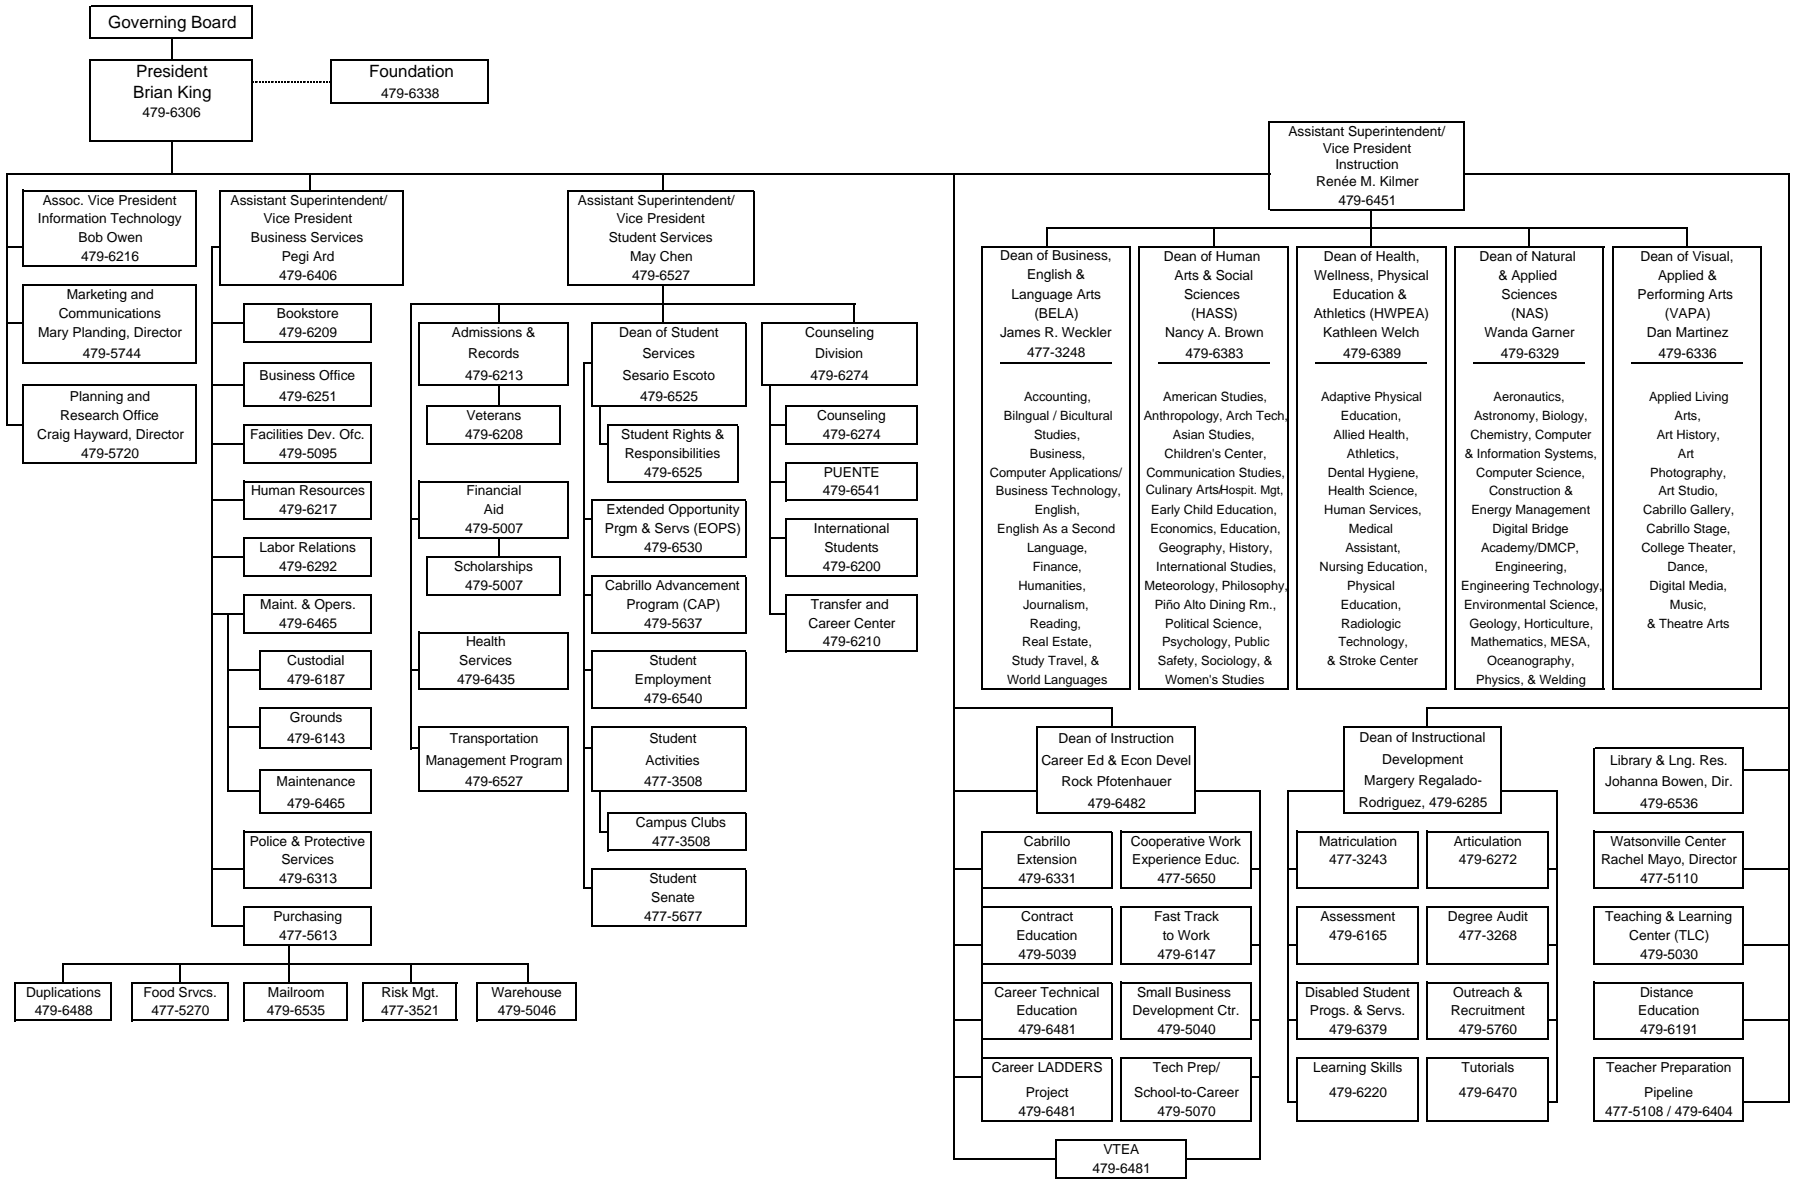 Governing Board
President
Brian King
479-6306
Foundation
479-6338
Assistant Superintendent/
Vice President
Instruction
Renée M. Kilmer
479-6451
Assoc. Vice President
Information Technology
Bob Owen
479-6216
Marketing and
Communications
Mary Planding, Director
479-5744
Planning and
Research Office
Craig Hayward, Director
479-5720
Assistant Superintendent/
Vice President
Business Services
Pegi Ard
479-6406
Bookstore
479-6209
Business Office
479-6251
Facilities Dev. Ofc.
479-5095
Human Resources
479-6217
Labor Relations
479-6292
Maint. & Opers.
479-6465
Custodial
479-6187
Grounds
479-6143
Maintenance
479-6465
Police & Protective
Services
479-6313
Purchasing
477-5613
Duplications
479-6488
Food Srvcs.
477-5270
Mailroom
479-6535
Risk Mgt.
477-3521
Warehouse
479-5046
Assistant Superintendent/
Vice President
Student Services
May Chen
479-6527
Admissions &
Records
479-6213
Veterans
479-6208
Financial
Aid
479-5007
Scholarships
479-5007
Health
Services
479-6435
Transportation
Management Program
479-6527
Dean of Student
Services
Sesario Escoto
479-6525
Student Rights &
Responsibilities
479-6525
Extended Opportunity
Prgm & Servs (EOPS)
479-6530
Cabrillo Advancement
Program (CAP)
479-5637
Student
Employment
479-6540
Student
Activities
477-3508
Campus Clubs
477-3508
Student
Senate
477-5677
Counseling
Division
479-6274
Counseling
479-6274
PUENTE
479-6541
International
Students
479-6200
Transfer and
Career Center
479-6210
Dean of Business,
English &
Language Arts
(BELA)
James R. Weckler
477-3248
Accounting,
Bilngual / Bicultural
Studies,
Business,
Computer Applications/
Business Technology,
English,
English As a Second
Language,
Finance,
Humanities,
Journalism,
Reading,
Real Estate,
Study Travel, &
World Languages
Dean of Human
Arts & Social
Sciences
(HASS)
Nancy A. Brown
479-6383
American Studies,
Anthropology, Arch Tech,
Asian Studies,
Children's Center,
Communication Studies,
Culinary Arts/Hospit. Mgt,
Early Child Education,
Economics, Education,
Geography, History,
International Studies,
Meteorology, Philosophy,
Piño Alto Dining Rm.,
Political Science,
Psychology, Public
Safety, Sociology, &
Women's Studies
Dean of Health,
Wellness, Physical
Education &
Athletics (HWPEA)
Kathleen Welch
479-6389
Adaptive Physical
Education,
Allied Health,
Athletics,
Dental Hygiene,
Health Science,
Human Services,
Medical
Assistant,
Nursing Education,
Physical
Education,
Radiologic
Technology,
& Stroke Center
Dean of Natural
& Applied
Sciences
(NAS)
Wanda Garner
479-6329
Aeronautics,
Astronomy, Biology,
Chemistry, Computer
& Information Systems,
Computer Science,
Construction &
Energy Management
Digital Bridge
Academy/DMCP,
Engineering,
Engineering Technology,
Environmental Science,
Geology, Horticulture,
Mathematics, MESA,
Oceanography,
Physics, & Welding
Dean of Visual,
Applied &
Performing Arts
(VAPA)
Dan Martinez
479-6336
Applied Living
Arts,
Art History,
Art
Photography,
Art Studio,
Cabrillo Gallery,
Cabrillo Stage,
College Theater,
Dance,
Digital Media,
Music,
& Theatre Arts
Dean of Instruction
Career Ed & Econ Devel
Rock Pfotenhauer
479-6482
Cabrillo
Extension
479-6331
Cooperative Work
Experience Educ.
477-5650
Contract
Education
479-5039
Fast Track
to Work
479-6147
Career Technical
Education
479-6481
Small Business
Development Ctr.
479-5040
Career LADDERS
Project
479-6481
Tech Prep/
School-to-Career
479-5070
VTEA
479-6481
Dean of Instructional
Development
Margery Regalado-
Rodriguez, 479-6285
Matriculation
477-3243
Articulation
479-6272
Assessment
479-6165
Degree Audit
477-3268
Disabled Student
Progs. & Servs.
479-6379
Outreach &
Recruitment
479-5760
Learning Skills
479-6220
Tutorials
479-6470
Library & Lng. Res.
Johanna Bowen, Dir.
479-6536
Watsonville Center
Rachel Mayo, Director
477-5110
Teaching & Learning
Center (TLC)
479-5030
Distance
Education
479-6191
Teacher Preparation
Pipeline
477-5108 / 479-6404